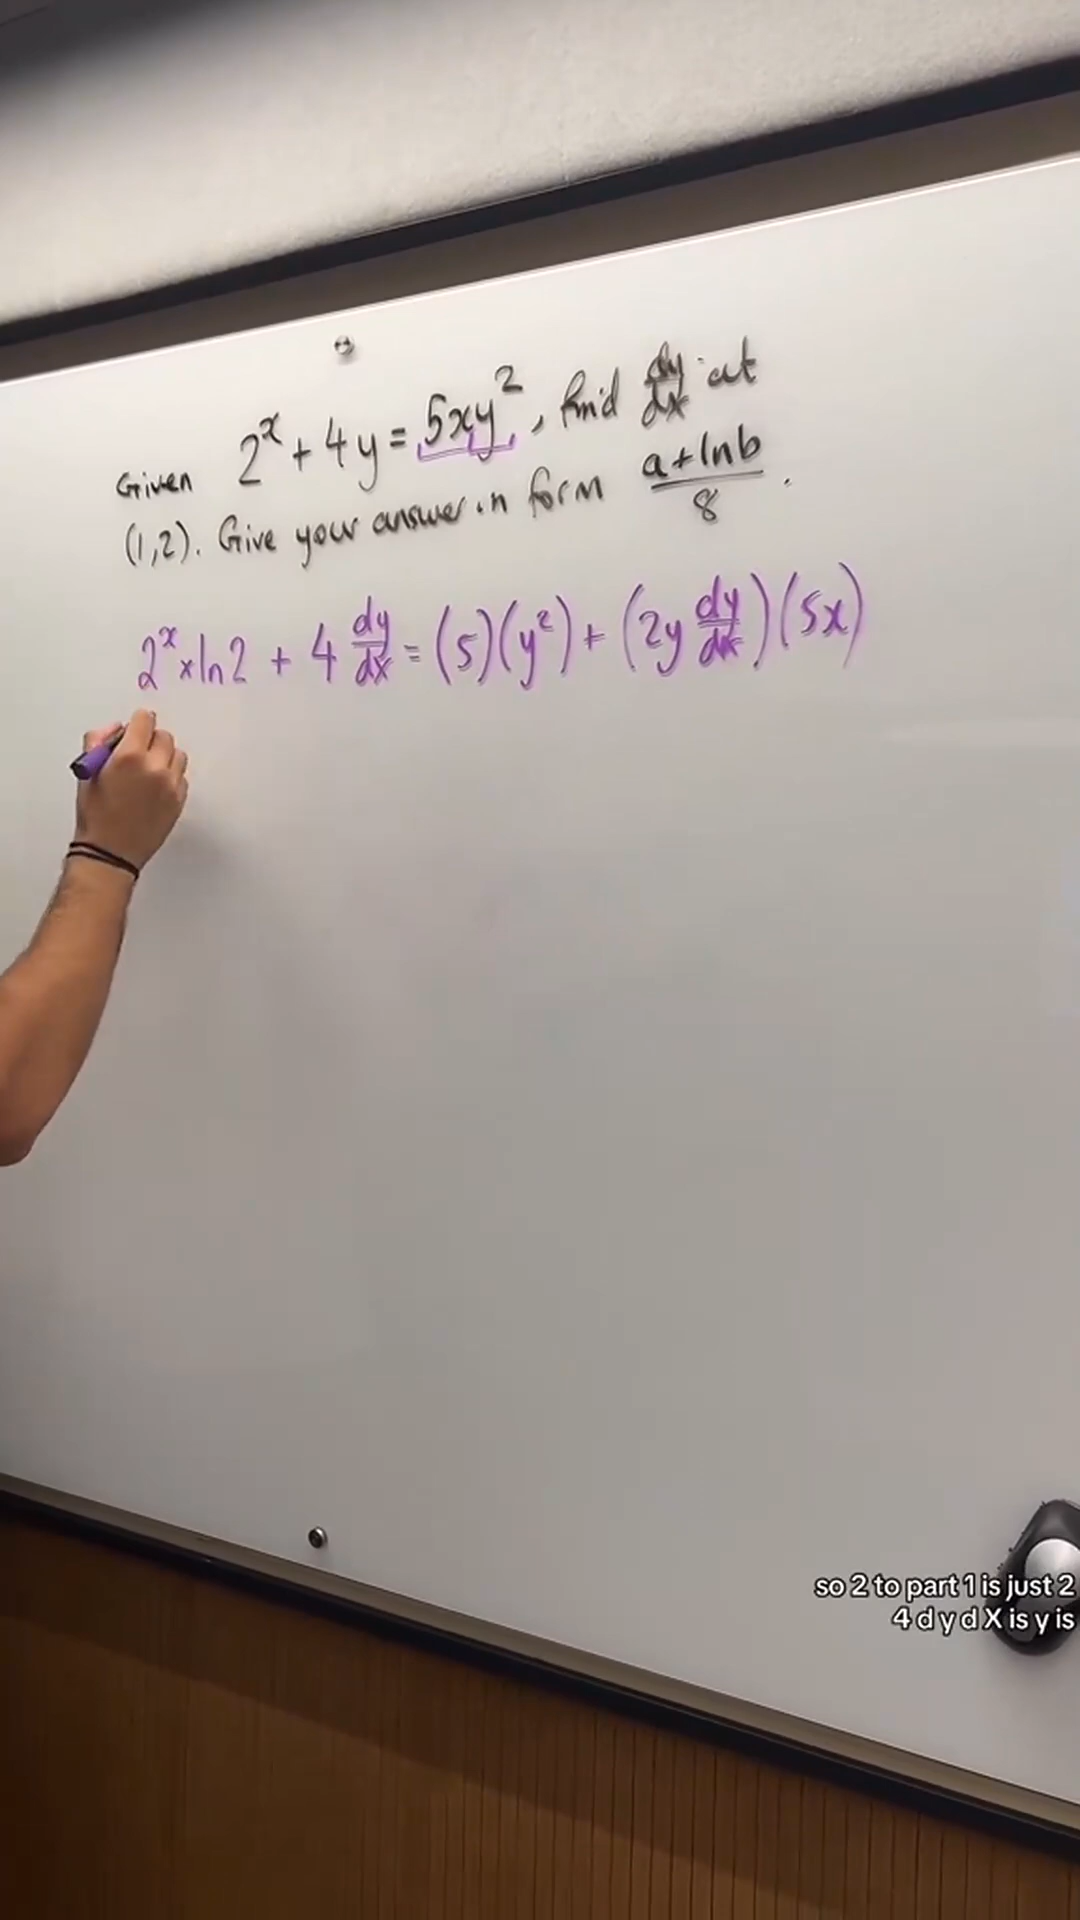 Given 2^x + 4y = 5xy^2, find dy/dx at
(1,2). Give your answer in form (a+lnb)/8.
2^x × ln2 + 4 dy/dx = (5)(y^2) + (2y dy/dx)(5x)
so 2 to part 1 is just 2
4 d y d X is y is